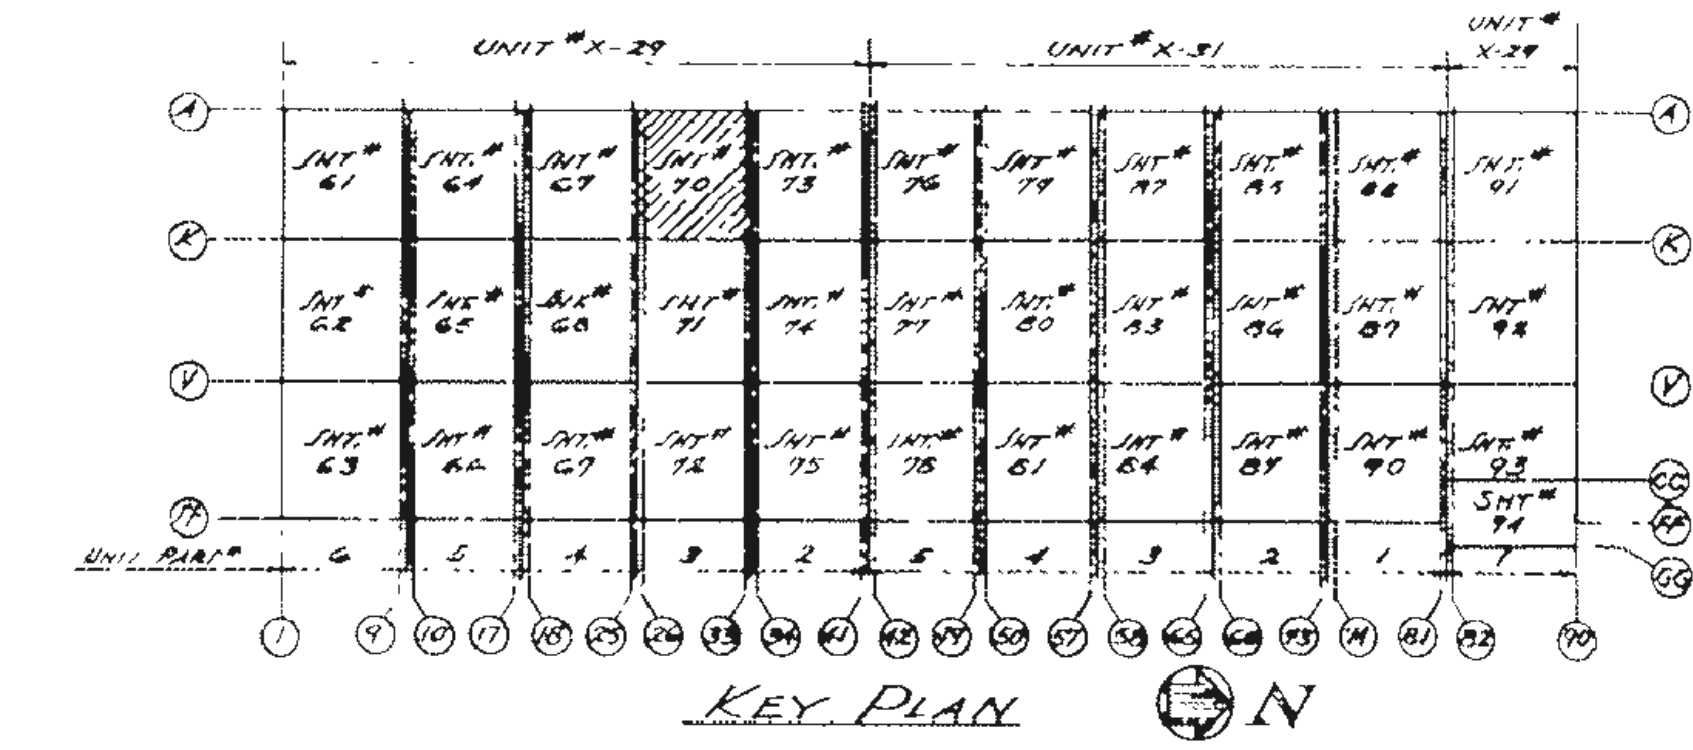 UNIT # X-29 UNIT # X-31 UNIT #
X-29
A A
SHT # SHT. # SHT # SHT # SHT. # SHT # SHT # SHT # SHT. # SHT. # SHT. #
61 64 67 70 73 76 79 85 88 91
K K
SHT # SHT # SHT # SHT. # SHT # SHT. # SHT # SHT # SHT. # SHT #
62 65 68 71 74 77 80 83 86 89 92
V V
SHT. # SHT # SHT. # SHT # SHT # SHT. # SHT # SHT # SHT # SHT # SHT. #
63 66 72 75 78 81 84 87 90 93
CC
SHT #
94
FF
UNIT PART # 6 5 4 3 2 5 4 3 2 1 7
GG
1 9 10 17 18 25 26 33 34 41 42 49 50 57 58 65 66 73 74 81 82 90
KEY PLAN N